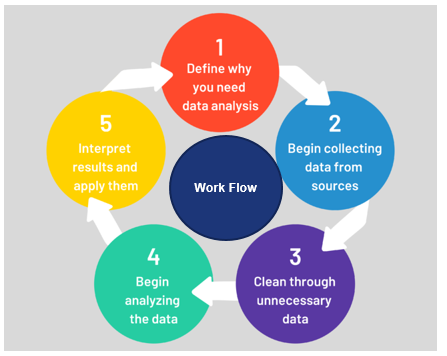 1
Define why
you need
data analysis
2
Begin collecting
data from
sources
3
Clean through
unnecessary
data
4
Begin
analyzing
the data
5
Interpret
results and
apply them
Work Flow